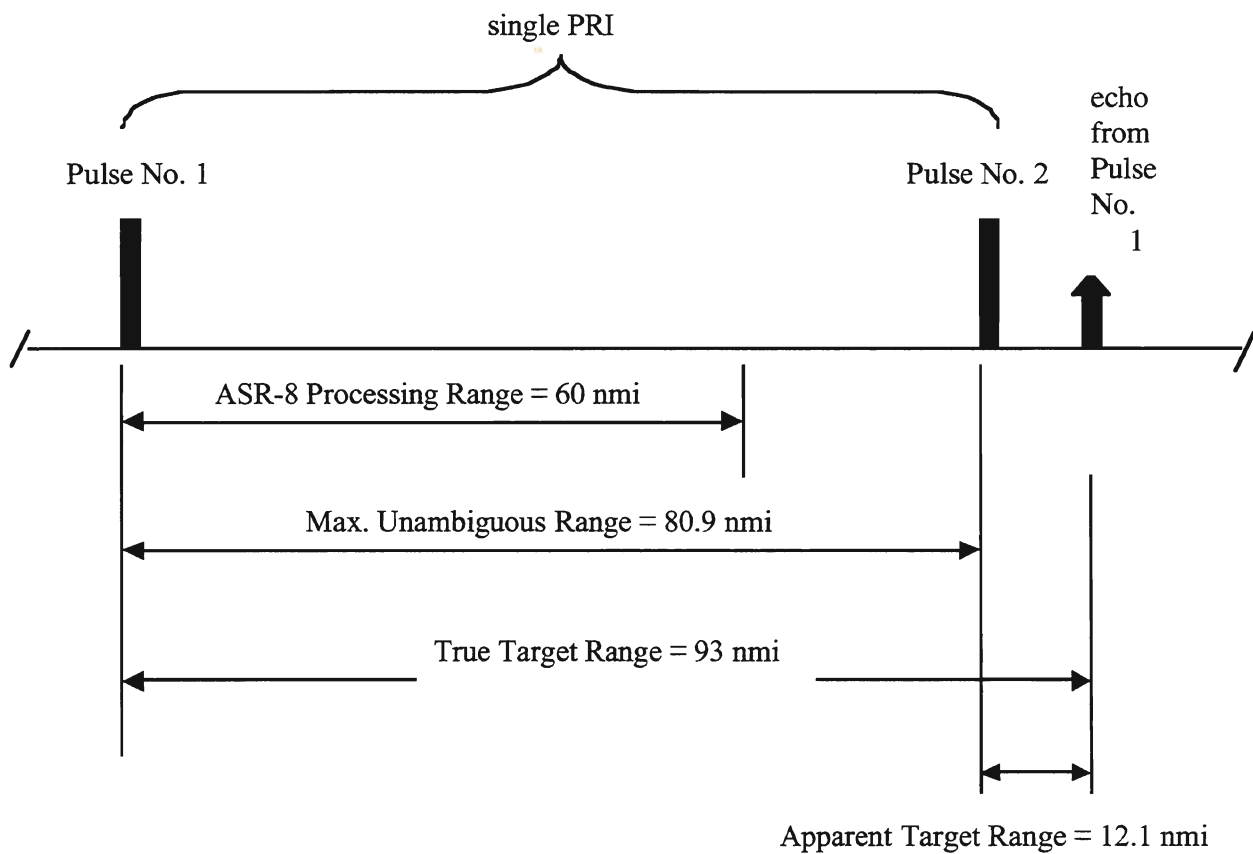 single PRI
echo
from
Pulse
No.
1
Pulse No. 1
Pulse No. 2
ASR-8 Processing Range = 60 nmi
Max. Unambiguous Range = 80.9 nmi
True Target Range = 93 nmi
Apparent Target Range = 12.1 nmi